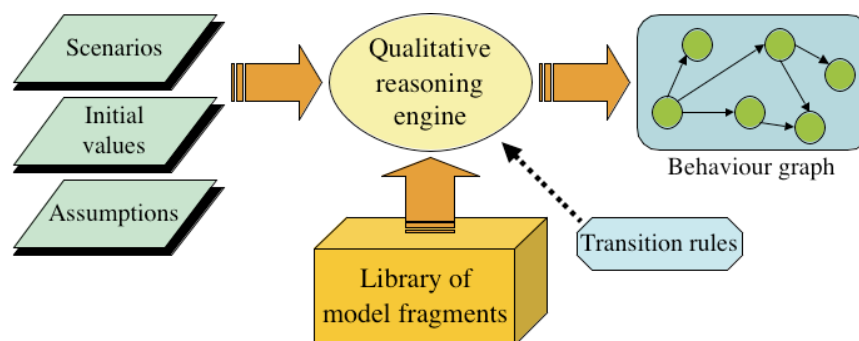 Scenarios
Initial
values
Assumptions
Qualitative
reasoning
engine
Behaviour graph
Transition rules
Library of
model fragments